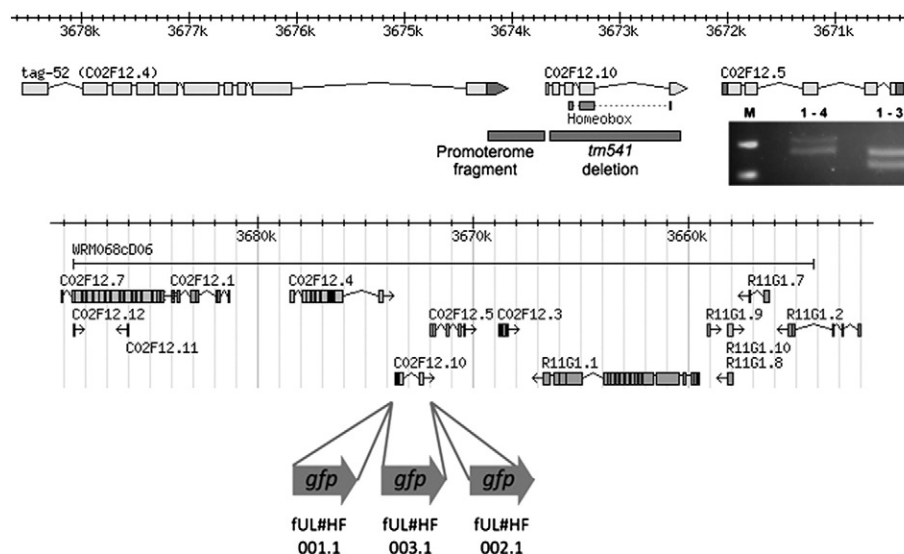 3678k 3677k 3676k 3675k 3674k 3673k 3672k 3671k
tag-52 (C02F12.4) C02F12.10 C02F12.5
Homeobox
M 1 - 4 1 - 3
Promoterome fragment
tm541 deletion
3680k 3670k 3660k
WRM068cD06
C02F12.7 C02F12.1 C02F12.4 R11G1.7
C02F12.12 C02F12.5 C02F12.3 R11G1.9 R11G1.2
C02F12.11
C02F12.10 R11G1.1 R11G1.10
R11G1.8
gfp gfp gfp
fUL#HF 001.1
fUL#HF 003.1
fUL#HF 002.1